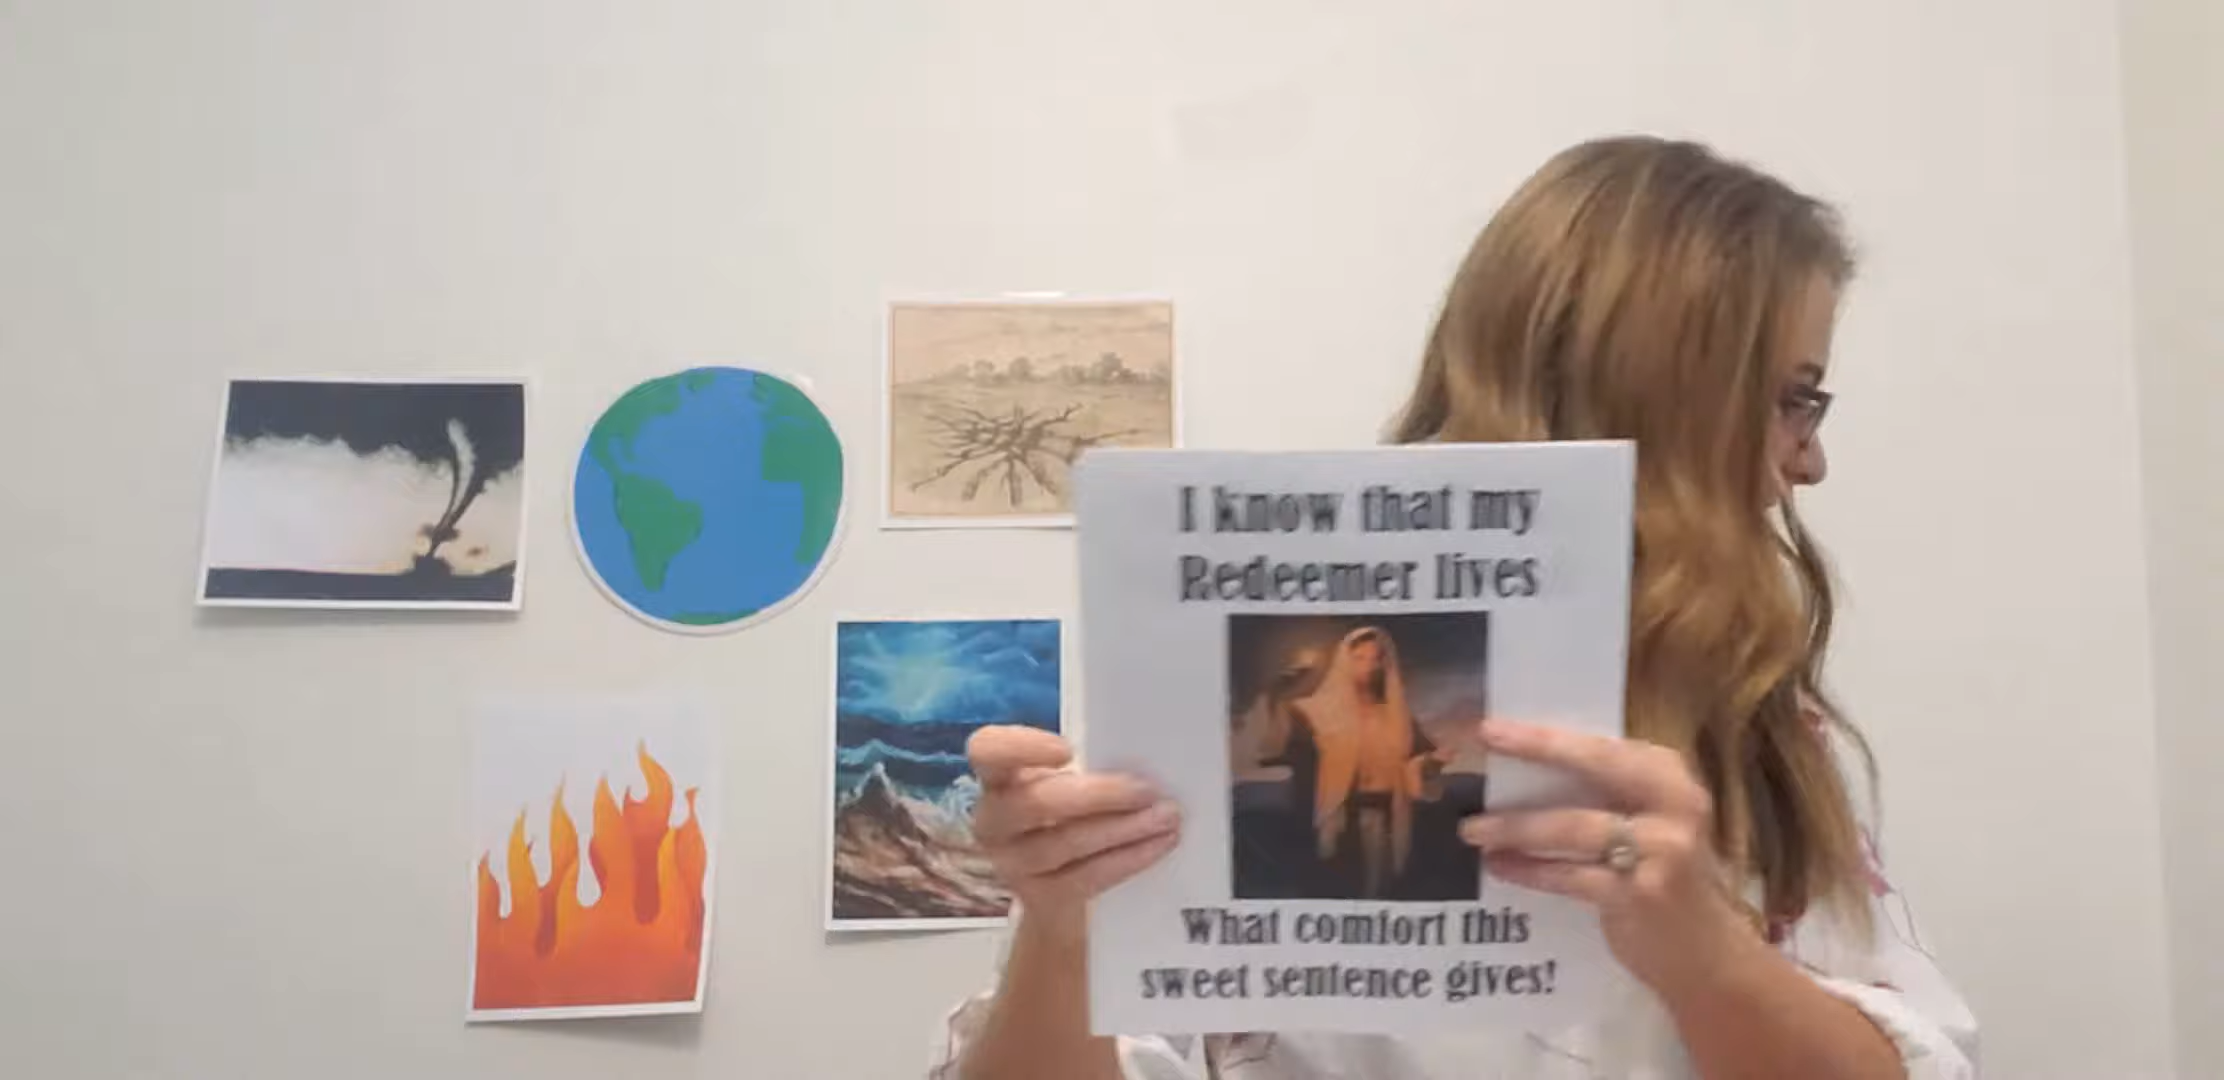 I know that my
Redeemer lives
What comfort this
sweet sentence gives!